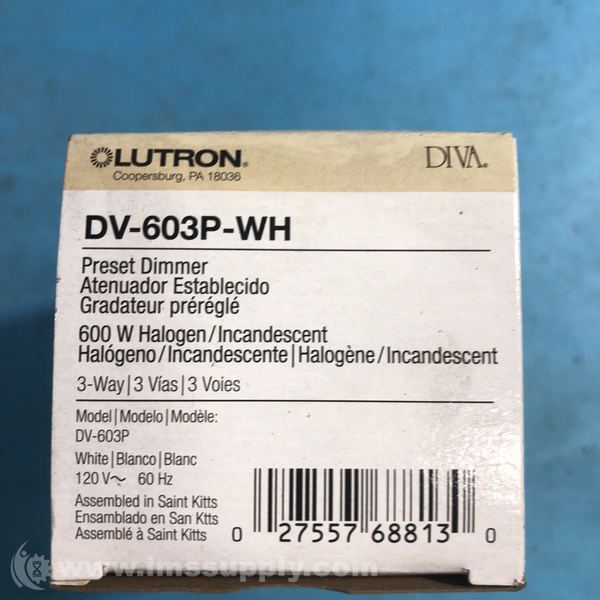 LUTRON®
Coopersburg, PA 18036
DIVA®
DV-603P-WH
Preset Dimmer
Atenuador Establecido
Gradateur préréglé
600 W Halogen/Incandescent
Halógeno/Incandescente|Halogène/Incandescent
3-Way|3 Vías|3 Voies
Model|Modelo|Modèle:
DV-603P
White|Blanco|Blanc
120 V~ 60 Hz
Assembled in Saint Kitts
Ensamblado en San Kitts
Assemblé à Saint Kitts
0 27557 68813 0
www.imssupply.com